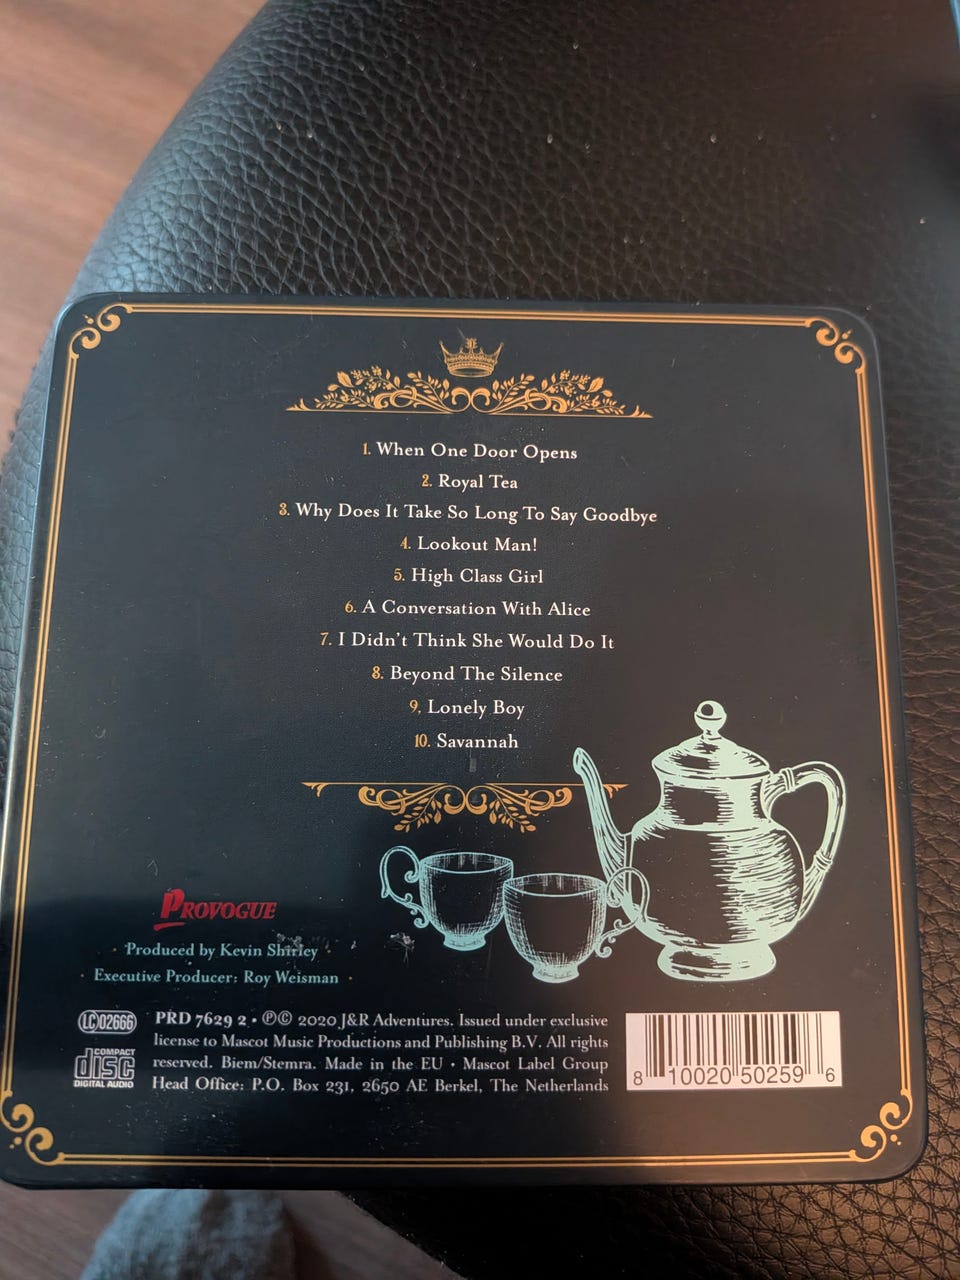 1. When One Door Opens
2. Royal Tea
3. Why Does It Take So Long To Say Goodbye
4. Lookout Man!
5. High Class Girl
6. A Conversation With Alice
7. I Didn't Think She Would Do It
8. Beyond The Silence
9. Lonely Boy
10. Savannah
PROVOGUE
Produced by Kevin Shirley
Executive Producer: Roy Weisman
LC 02666
COMPACT
disc
DIGITAL AUDIO
PRD 7629 2 • ℗© 2020 J&R Adventures. Issued under exclusive
license to Mascot Music Productions and Publishing B.V. All rights
reserved. Biem/Stemra. Made in the EU • Mascot Label Group
Head Office: P.O. Box 231, 2650 AE Berkel, The Netherlands
8 10020 50259 6